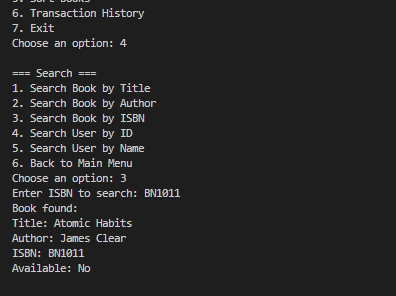 5. Sort Books
6. Transaction History
7. Exit
Choose an option: 4
=== Search ===
1. Search Book by Title
2. Search Book by Author
3. Search Book by ISBN
4. Search User by ID
5. Search User by Name
6. Back to Main Menu
Choose an option: 3
Enter ISBN to search: BN1011
Book found:
Title: Atomic Habits
Author: James Clear
ISBN: BN1011
Available: No